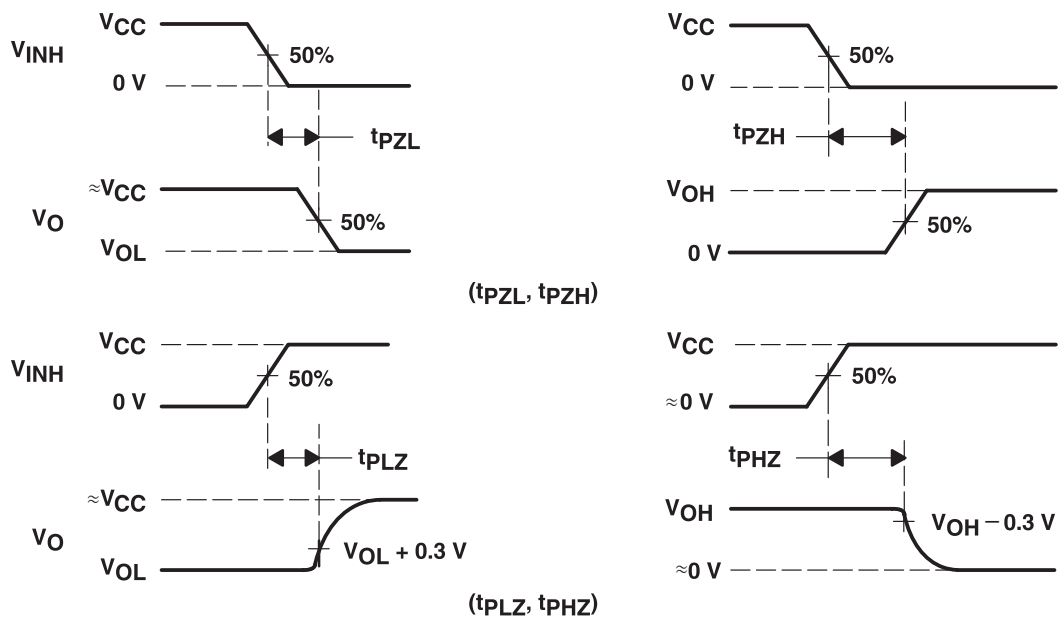 VCC
VINH
50%
0 V
tPZL
≈VCC
VO
50%
VOL
VCC
50%
0 V
tPZH
VOH
50%
0 V
(tPZL, tPZH)
VCC
VINH
50%
0 V
tPLZ
≈VCC
VO
VOL + 0.3 V
VOL
VCC
50%
≈0 V
tPHZ
VOH
VOH – 0.3 V
≈0 V
(tPLZ, tPHZ)